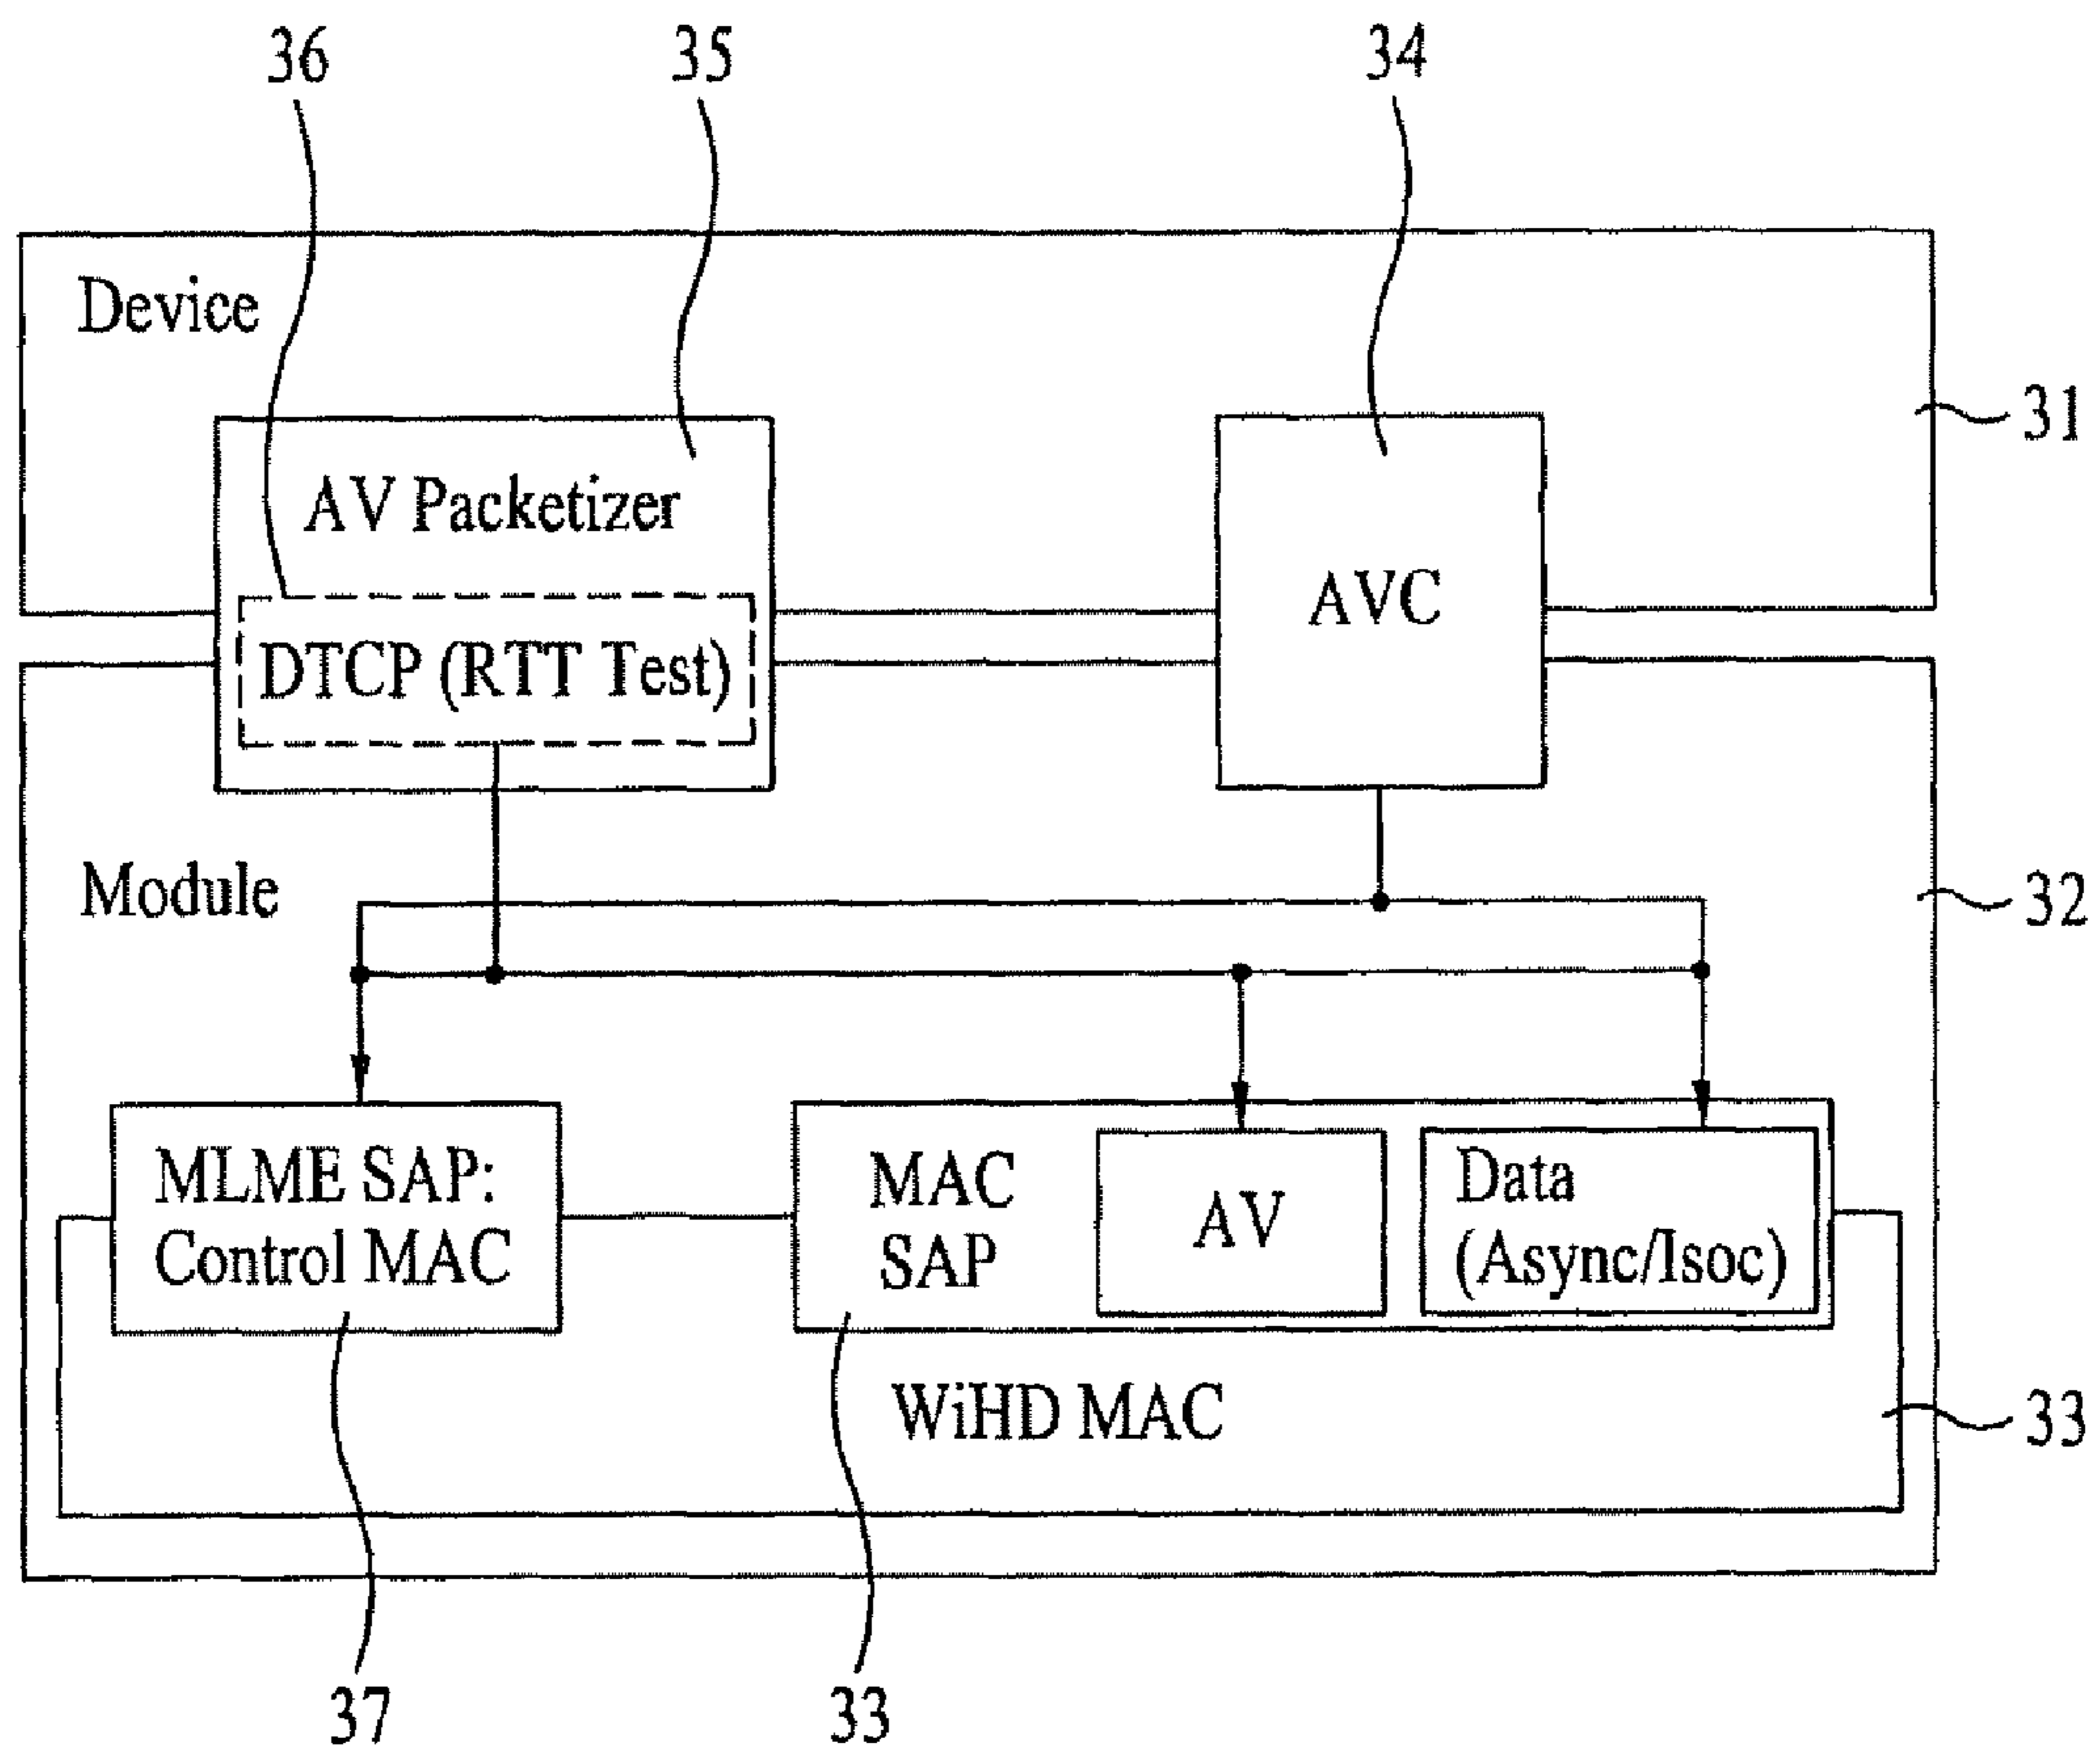 36
35
34
Device
31
AV Packetizer
AVC
DTCP (RTT Test)
Module
32
MLME SAP:
Control MAC
MAC
SAP
AV
Data
(Async/Isoc)
WiHD MAC
33
37
33